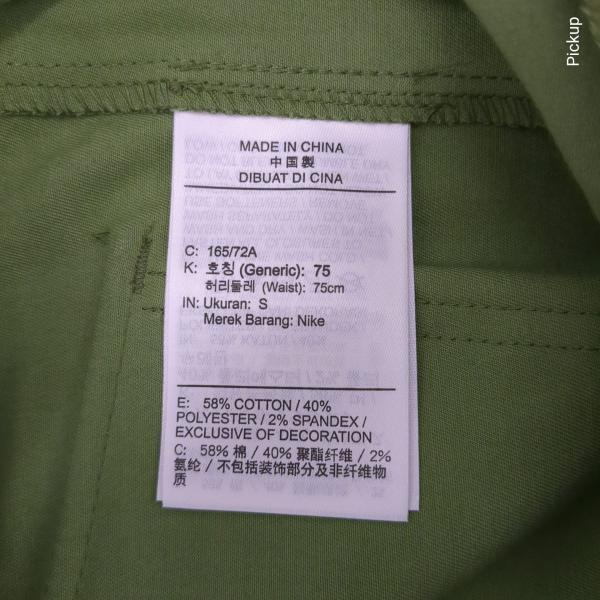 Pickup
MADE IN CHINA
中国製
DIBUAT DI CINA
C: 165/72A
K: 호칭 (Generic): 75
허리둘레 (Waist): 75cm
IN: Ukuran: S
Merek Barang: Nike
E: 58% COTTON / 40%
POLYESTER / 2% SPANDEX /
EXCLUSIVE OF DECORATION
C: 58% 棉 / 40% 聚酯纤维 / 2%
氨纶 / 不包括装饰部分及非纤维物
质